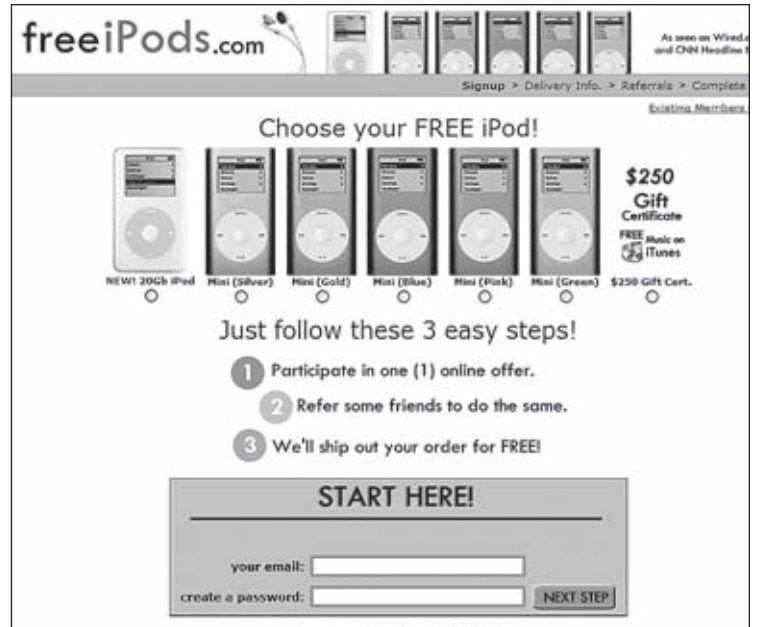 freeiPods.com
As seen on Wired.
and CNN Headline
Signup > Delivery Info. > Referrals > Complete
Existing Members
Choose your FREE iPod!
$250
Gift
Certificate
FREE Music on
iTunes
NEW! 20Gb iPod Mini (Silver) Mini (Gold) Mini (Blue) Mini (Pink) Mini (Green) $250 Gift Cert.
Just follow these 3 easy steps!
1 Participate in one (1) online offer.
2 Refer some friends to do the same.
3 We'll ship out your order for FREE!
START HERE!
your email:
create a password: NEXT STEP